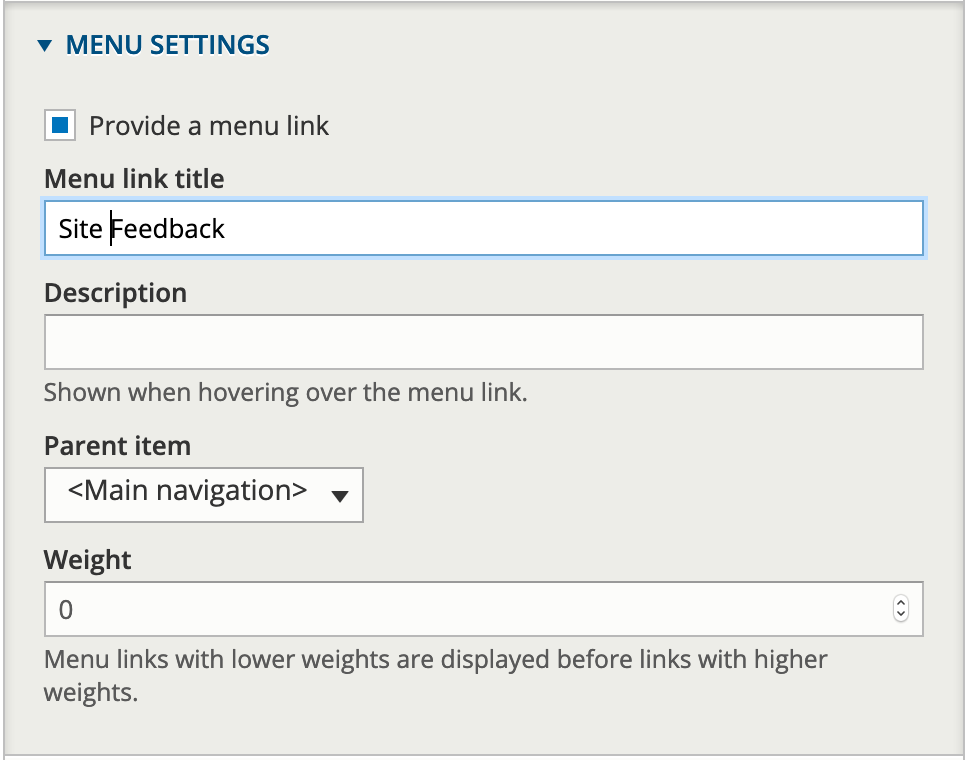 MENU SETTINGS
Provide a menu link
Menu link title
Site Feedback
Description
Shown when hovering over the menu link.
Parent item
<Main navigation>
Weight
0
Menu links with lower weights are displayed before links with higher
weights.